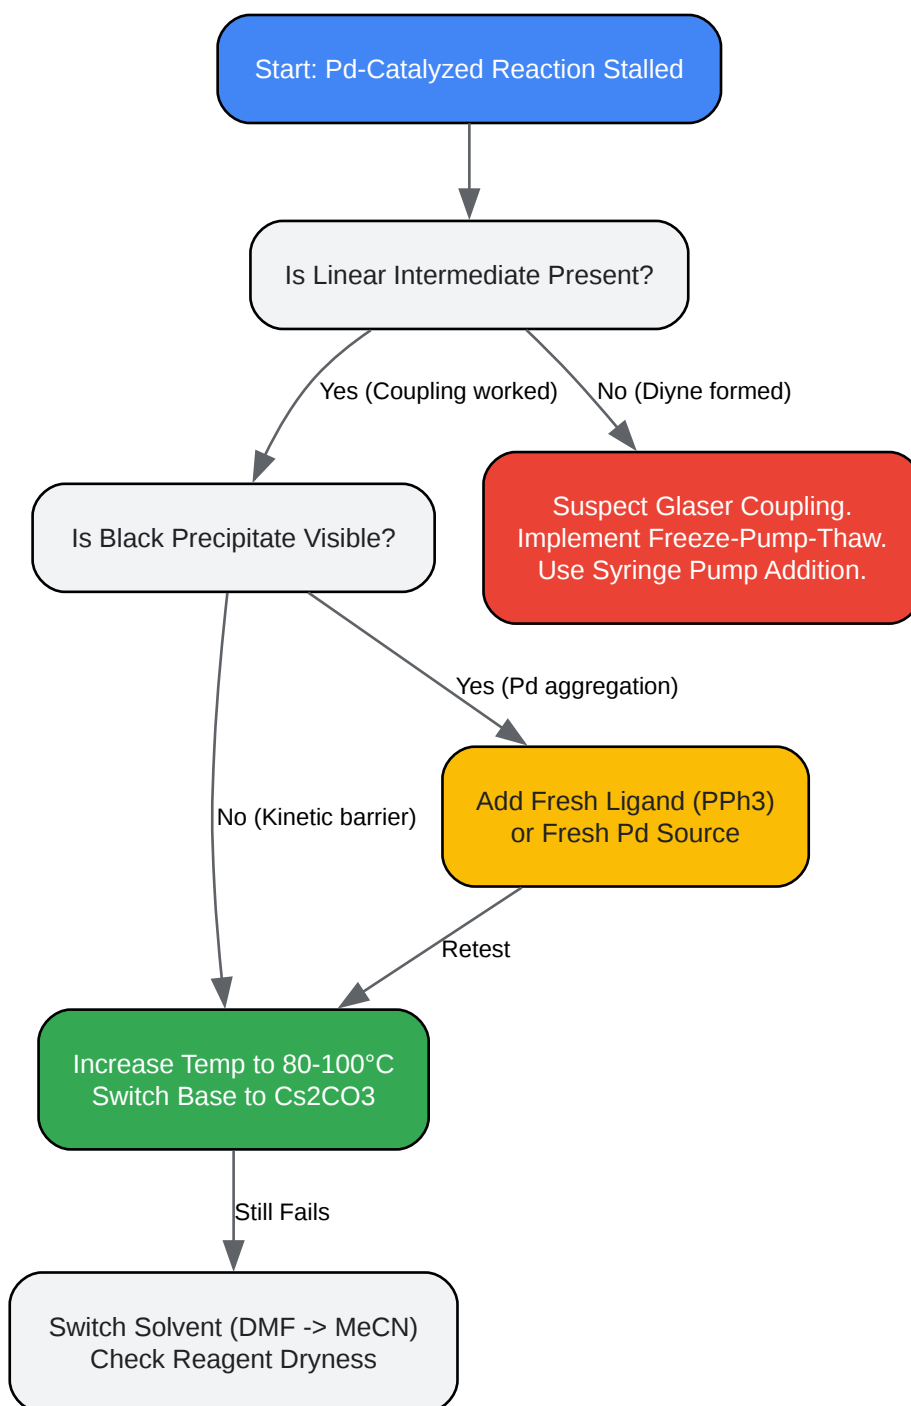 Start: Pd-Catalyzed Reaction Stalled
Is Linear Intermediate Present?
Yes (Coupling worked)
No (Diyne formed)
Suspect Glaser Coupling.
Implement Freeze-Pump-Thaw.
Use Syringe Pump Addition.
Is Black Precipitate Visible?
Yes (Pd aggregation)
No (Kinetic barrier)
Add Fresh Ligand (PPh3)
or Fresh Pd Source
Retest
Increase Temp to 80-100°C
Switch Base to Cs2CO3
Still Fails
Switch Solvent (DMF -> MeCN)
Check Reagent Dryness